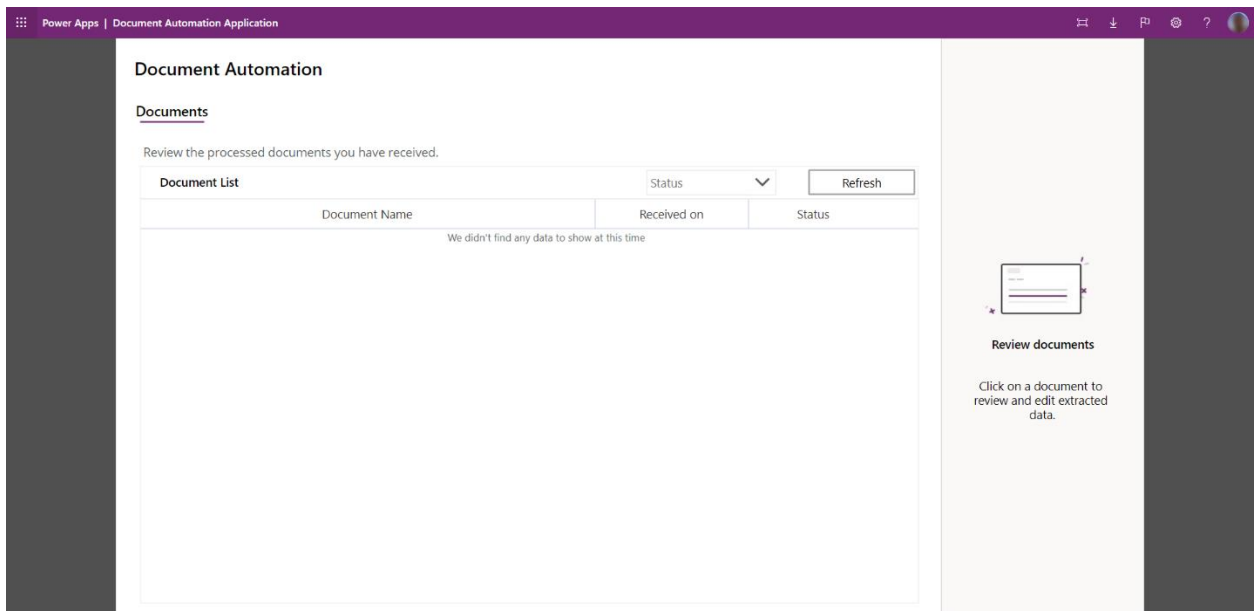 Power Apps | Document Automation Application
?
Document Automation
Documents
Review the processed documents you have received.
Document List
Status
Refresh
Document Name
Received on
Status
We didn't find any data to show at this time
Review documents
Click on a document to
review and edit extracted
data.